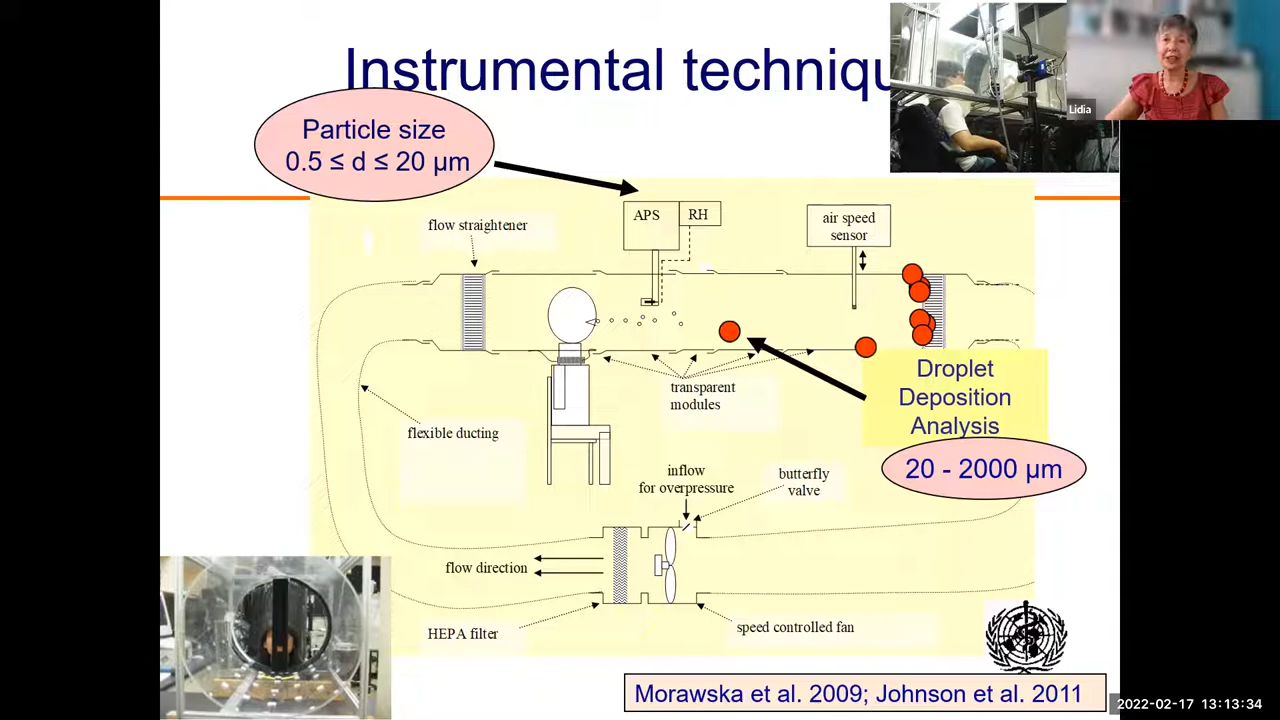 Instrumental techniqu
Lidia
Particle size
0.5 ≤ d ≤ 20 μm
APS
RH
air speed
sensor
flow straightener
transparent
modules
Droplet
Deposition
Analysis
20 - 2000 μm
flexible ducting
inflow
for overpressure
butterfly
valve
flow direction
HEPA filter
speed controlled fan
Morawska et al. 2009; Johnson et al. 2011
2022-02-17 13:13:34